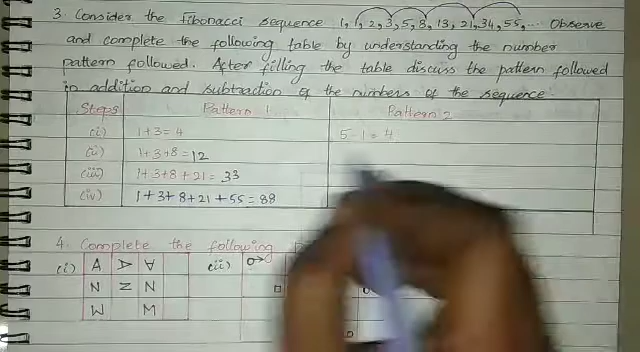 3. Consider the Fibonacci sequence 1, 1, 2, 3, 5, 8, 13, 21, 34, 55, ... Observe
and complete the following table by understanding the number
pattern followed. After filling the table discuss the pattern followed
in addition and subtraction of the numbers of the sequence.
Steps Pattern 1 Pattern 2
(i) 1+3=4 5-1=4
(ii) 1+3+8=12
(iii) 1+3+8+21=33
(iv) 1+3+8+21+55=88
4. Complete the following
(i) A (ii)
N Z N
W M